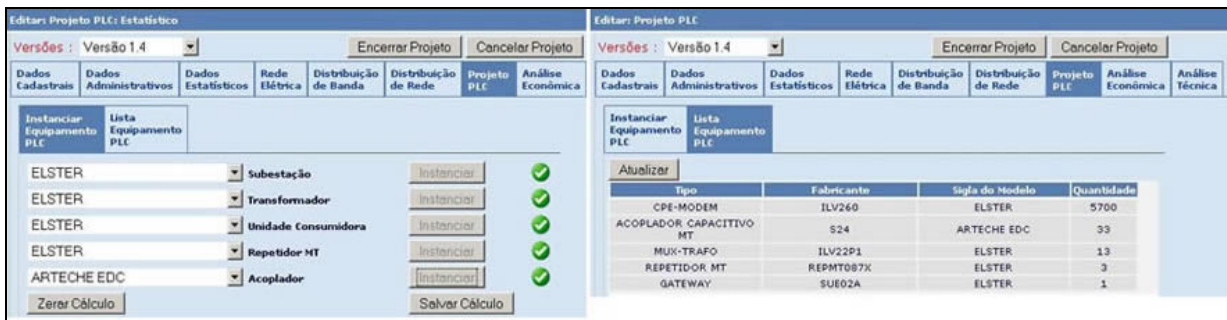 Editar: Projeto PLC: Estatístico
Versões : Versão 1.4 Encerrar Projeto Cancelar Projeto
Dados Cadastrais Dados Administrativos Dados Estatísticos Rede Elétrica Distribuição de Banda Distribuição de Rede Projeto PLC Análise Econômica
Instanciar Equipamento PLC Lista Equipamento PLC
ELSTER Subestação Instanciar
ELSTER Transformador Instanciar
ELSTER Unidade Consumidora Instanciar
ELSTER Repetidor MT Instanciar
ARTECHE EDC Acoplador Instanciar
Zerar Cálculo Salvar Cálculo
Editar: Projeto PLC
Versões : Versão 1.4 Encerrar Projeto Cancelar Projeto
Dados Cadastrais Dados Administrativos Dados Estatísticos Rede Elétrica Distribuição de Banda Distribuição de Rede Projeto PLC Análise Econômica Análise Técnica
Instanciar Equipamento PLC Lista Equipamento PLC
Atualizar
Tipo Fabricante Sigla do Modelo Quantidade
CPE-MODEM ILV260 ELSTER 5700
ACOPLADOR CAPACITIVO MT S24 ARTECHE EDC 33
MUX-TRAFO ILV22P1 ELSTER 13
REPETIDOR MT REPMT087X ELSTER 3
GATEWAY SUE02A ELSTER 1